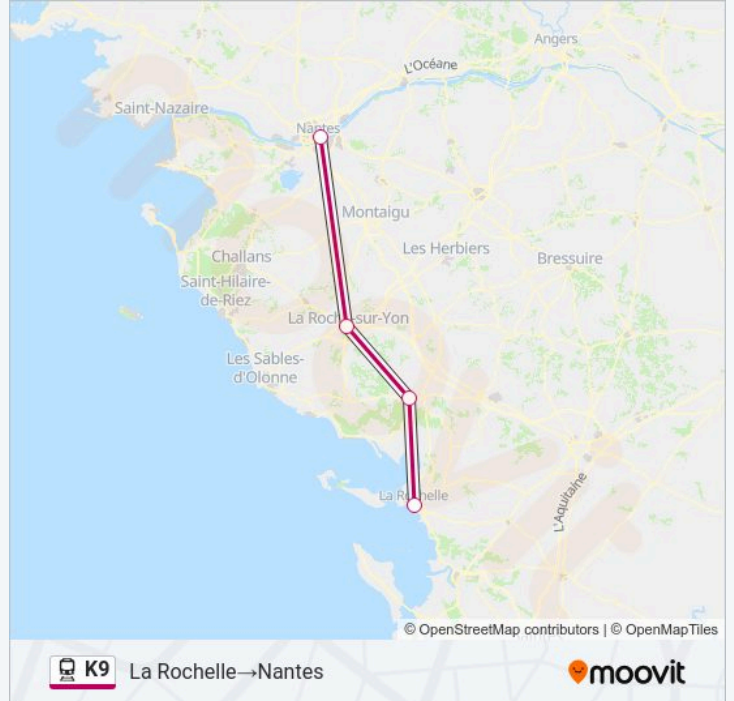 Angers
L'Océane
Saint-Nazaire
Nantes
Montaigu
Les Herbiers
Challans
Bressuire
Saint-Hilaire-
de-Riez
La Roche-sur-Yon
Les Sables-
d'Olonne
La Rochelle
L'Aquitaine
© OpenStreetMap contributors | © OpenMapTiles
K9 La Rochelle→Nantes
moovit